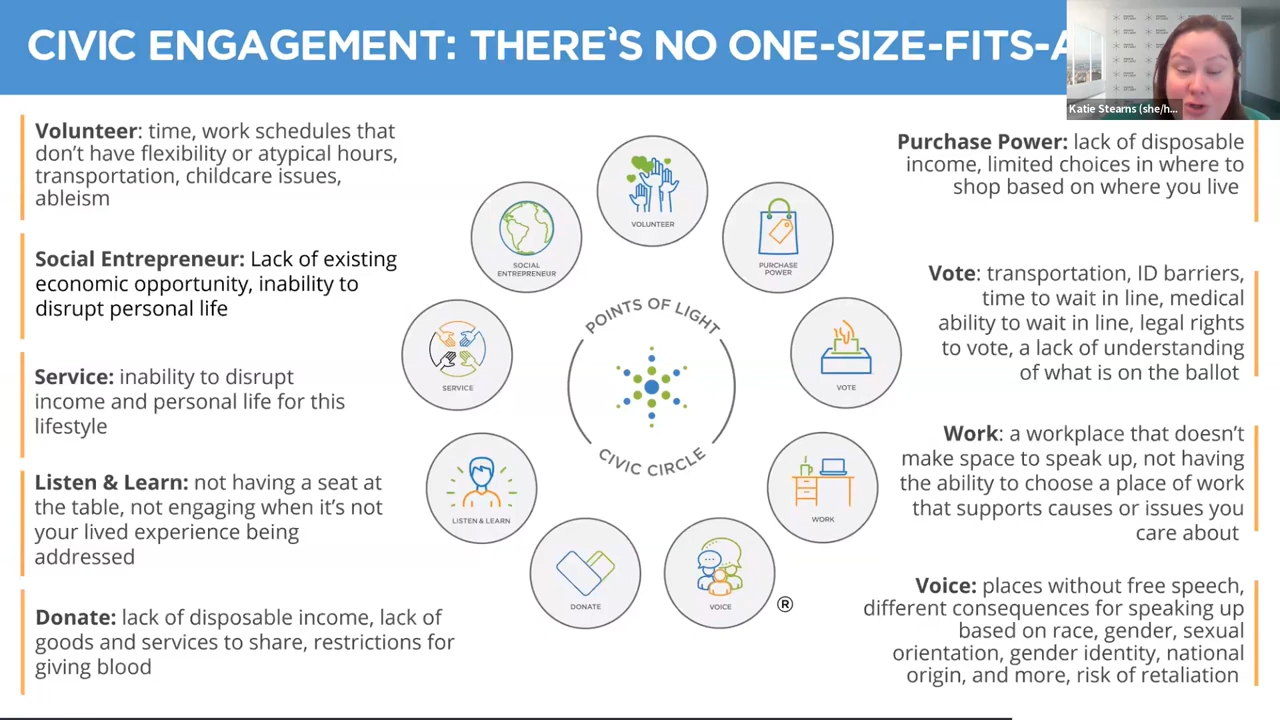 CIVIC ENGAGEMENT: THERE'S NO ONE-SIZE-FITS-A
Katie Stearns (she/h...
Volunteer: time, work schedules that
don't have flexibility or atypical hours,
transportation, childcare issues,
ableism
Social Entrepreneur: Lack of existing
economic opportunity, inability to
disrupt personal life
Service: inability to disrupt
income and personal life for this
lifestyle
Listen & Learn: not having a seat at
the table, not engaging when it's not
your lived experience being
addressed
Donate: lack of disposable income, lack of
goods and services to share, restrictions for
giving blood
VOLUNTEER
SOCIAL
ENTREPRENEUR
PURCHASE
POWER
SERVICE
VOTE
LISTEN & LEARN
WORK
DONATE
VOICE
®
POINTS OF LIGHT
CIVIC CIRCLE
Purchase Power: lack of disposable
income, limited choices in where to
shop based on where you live
Vote: transportation, ID barriers,
time to wait in line, medical
ability to wait in line, legal rights
to vote, a lack of understanding
of what is on the ballot
Work: a workplace that doesn't
make space to speak up, not having
the ability to choose a place of work
that supports causes or issues you
care about
Voice: places without free speech,
different consequences for speaking up
based on race, gender, sexual
orientation, gender identity, national
origin, and more, risk of retaliation